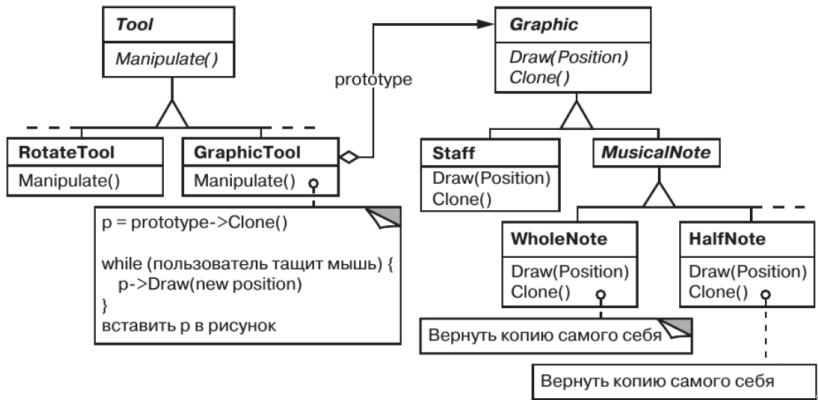 Tool
Manipulate()
Graphic
Draw(Position)
Clone()
prototype
RotateTool
Manipulate()
GraphicTool
Manipulate()
Staff
Draw(Position)
Clone()
MusicalNote
p = prototype->Clone()
while (пользователь тащит мышь) {
p->Draw(new position)
}
вставить p в рисунок
WholeNote
Draw(Position)
Clone()
HalfNote
Draw(Position)
Clone()
Вернуть копию самого себя
Вернуть копию самого себя